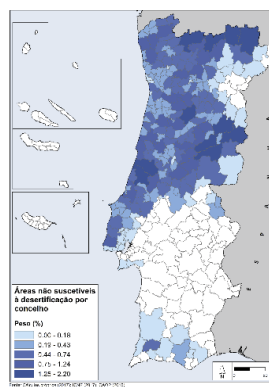 Áreas não suscetíveis
à desertificação por
concelho
Peso (%)
0.00 - 0.18
0.19 - 0.43
0.44 - 0.74
0.75 - 1.24
1.25 - 2.20